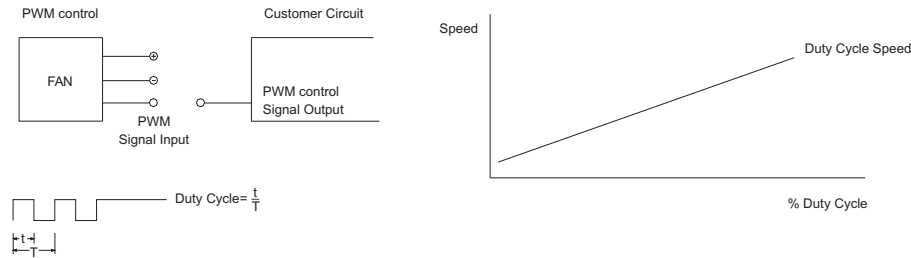 PWM control
Customer Circuit
FAN
+
−
PWM control
Signal Output
PWM
Signal Input
Duty Cycle= t/T
t
T
Speed
Duty Cycle Speed
% Duty Cycle